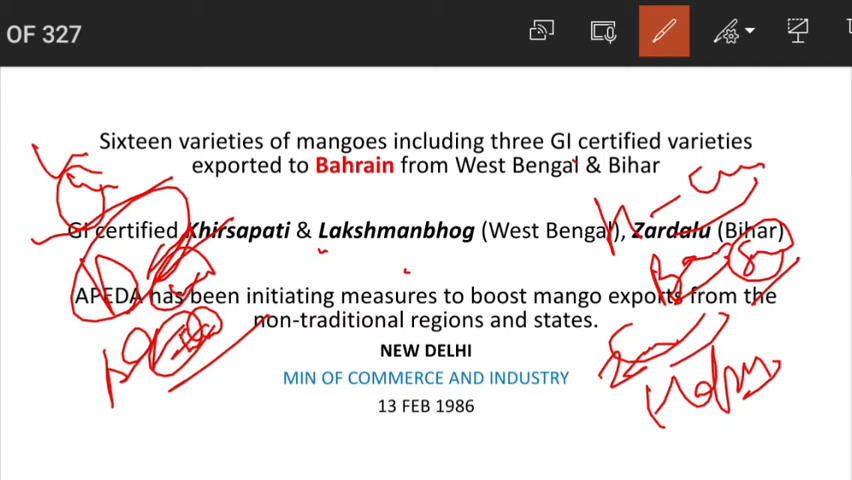 OF 327
Sixteen varieties of mangoes including three GI certified varieties
exported to Bahrain from West Bengal & Bihar
GI certified Khirsapati & Lakshmanbhog (West Bengal), Zardalu (Bihar)
APEDA has been initiating measures to boost mango exports from the
non-traditional regions and states.
NEW DELHI
MIN OF COMMERCE AND INDUSTRY
13 FEB 1986